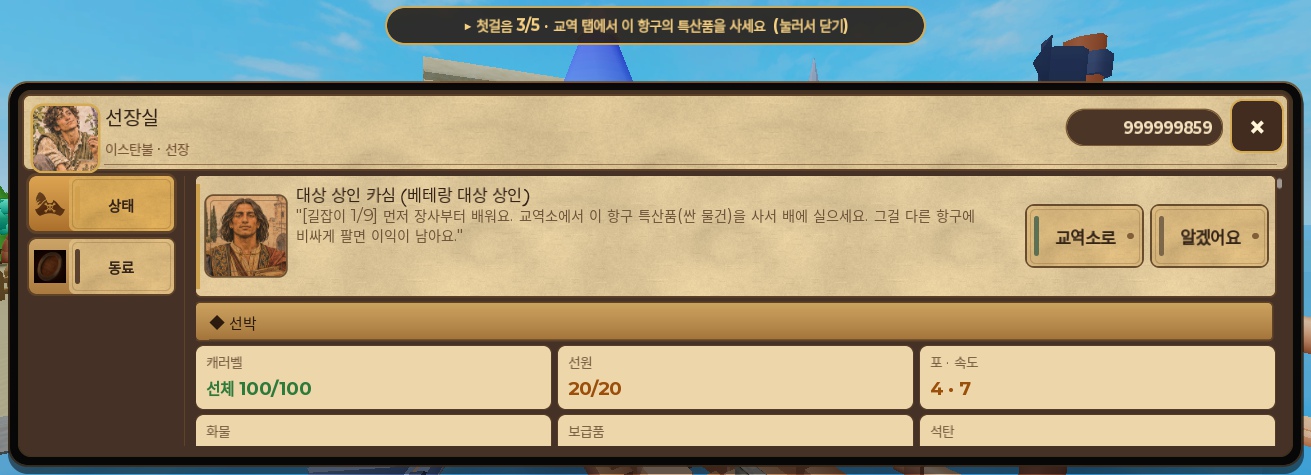 ▸ 첫걸음 3/5 · 교역 탭에서 이 항구의 특산품을 사세요 (눌러서 닫기)
선장실
이스탄불 · 선장
999999859
×
상태
동료
대상 상인 카심 (베테랑 대상 상인)
"[길잡이 1/9] 먼저 장사부터 배워요. 교역소에서 이 항구 특산품(싼 물건)을 사서 배에 실으세요. 그걸 다른 항구에
비싸게 팔면 이익이 남아요."
교역소로
알겠어요
◆ 선박
캐러벨
선체 100/100
선원
20/20
포 · 속도
4 · 7
화물
보급품
석탄